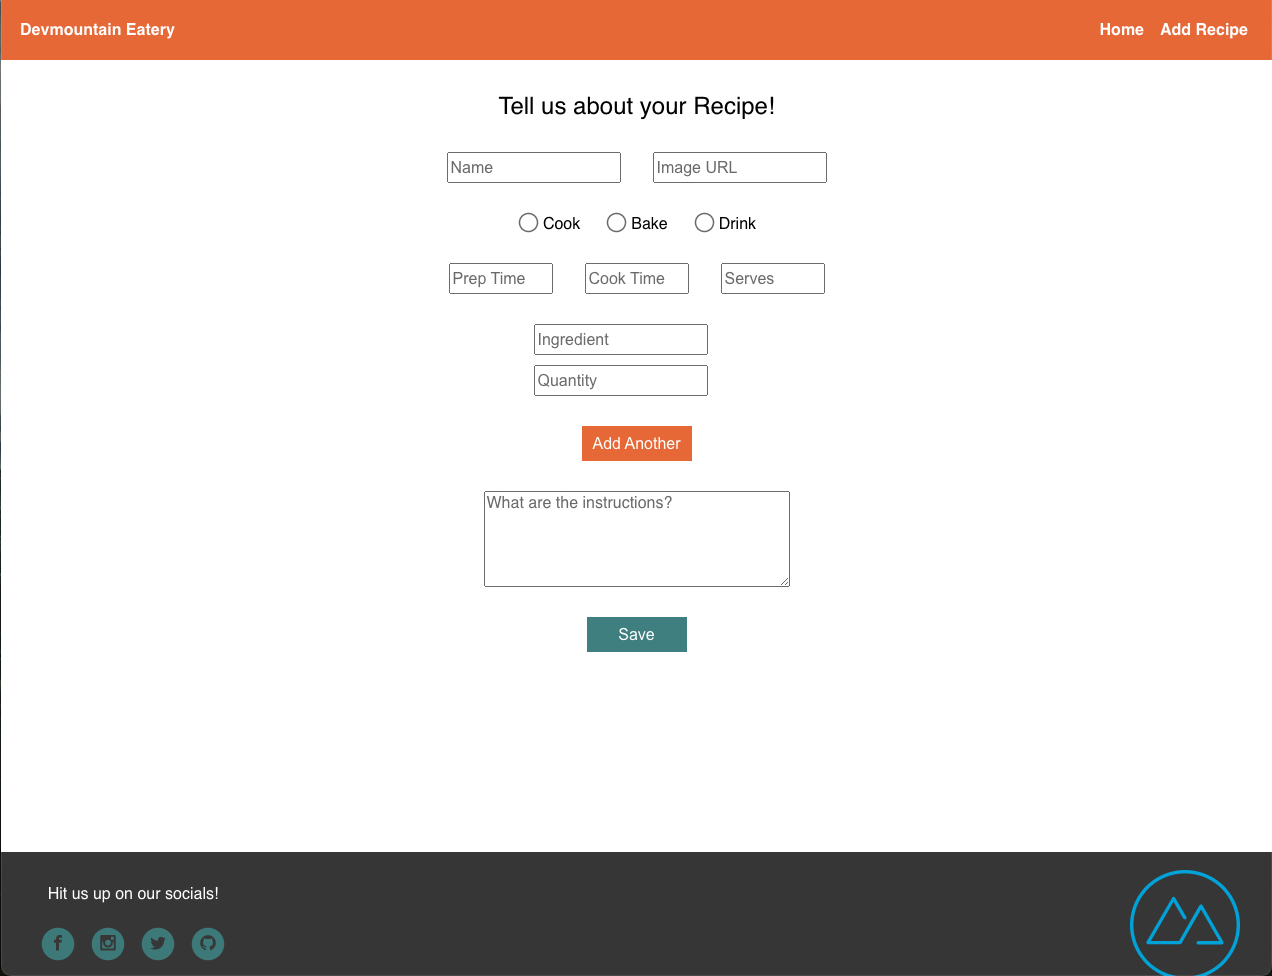 Devmountain Eatery
Home Add Recipe
Tell us about your Recipe!
Name Image URL
Cook Bake Drink
Prep Time Cook Time Serves
Ingredient
Quantity
Add Another
What are the instructions?
Save
Hit us up on our socials!